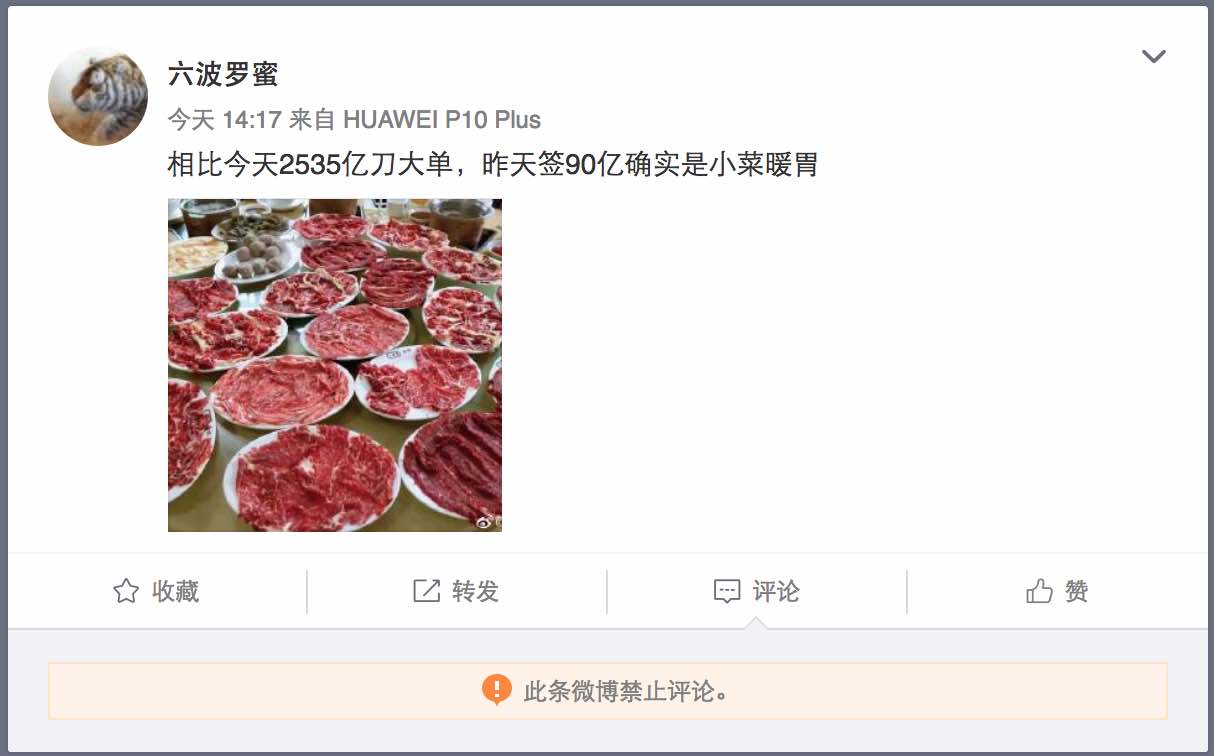 六波罗蜜
今天 14:17 来自 HUAWEI P10 Plus
相比今天2535亿刀大单，昨天签90亿确实是小菜暖胃
收藏
转发
评论
赞
此条微博禁止评论。